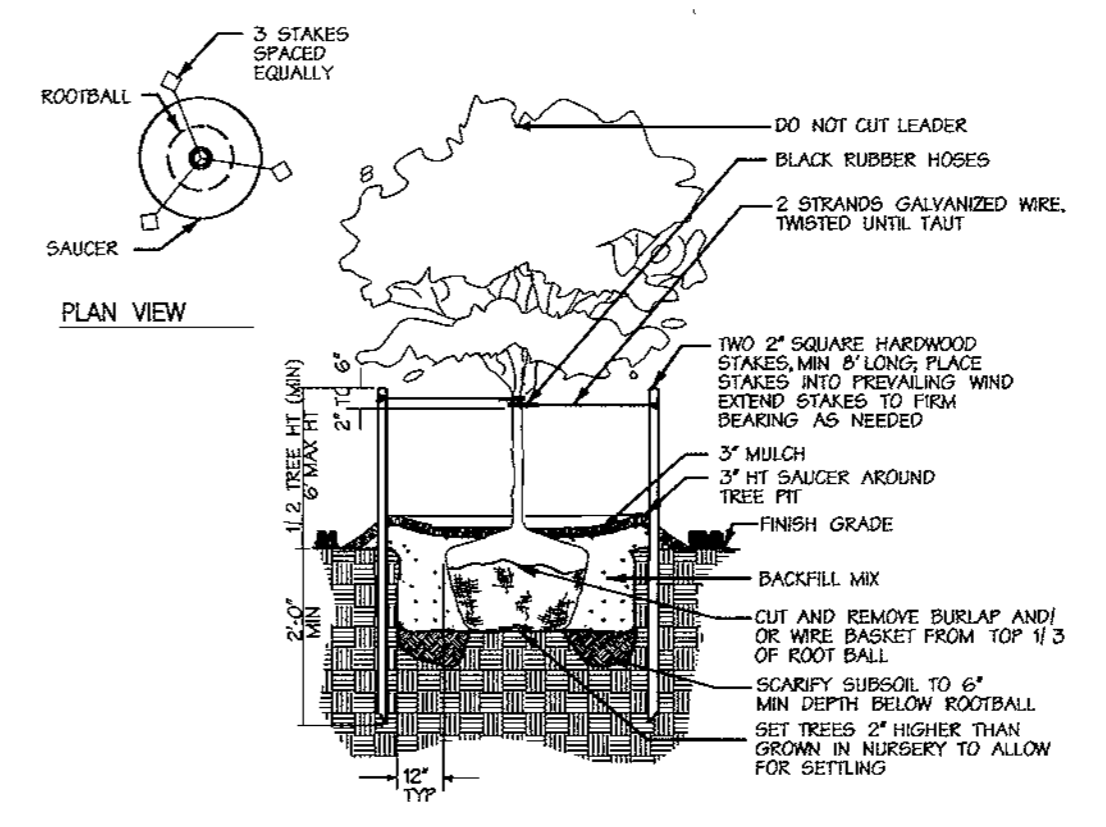 3 STAKES
SPACED
EQUALLY
ROOTBALL
SAUCER
PLAN VIEW
DO NOT CUT LEADER
BLACK RUBBER HOSES
2 STRANDS GALVANIZED WIRE,
TWISTED UNTIL TAUT
TWO 2" SQUARE HARDWOOD
STAKES, MIN 8' LONG; PLACE
STAKES INTO PREVAILING WIND
EXTEND STAKES TO FIRM
BEARING AS NEEDED
3" MULCH
3" HT SAUCER AROUND
TREE PIT
FINISH GRADE
BACKFILL MIX
CUT AND REMOVE BURLAP AND/
OR WIRE BASKET FROM TOP 1/3
OF ROOT BALL
SCARIFY SUBSOIL TO 6"
MIN DEPTH BELOW ROOTBALL
SET TREES 2" HIGHER THAN
GROWN IN NURSERY TO ALLOW
FOR SETTLING
2" TO 6"
1/2 TREE HT (MIN)
6' MAX HT
2'-0"
MIN
12"
TYP